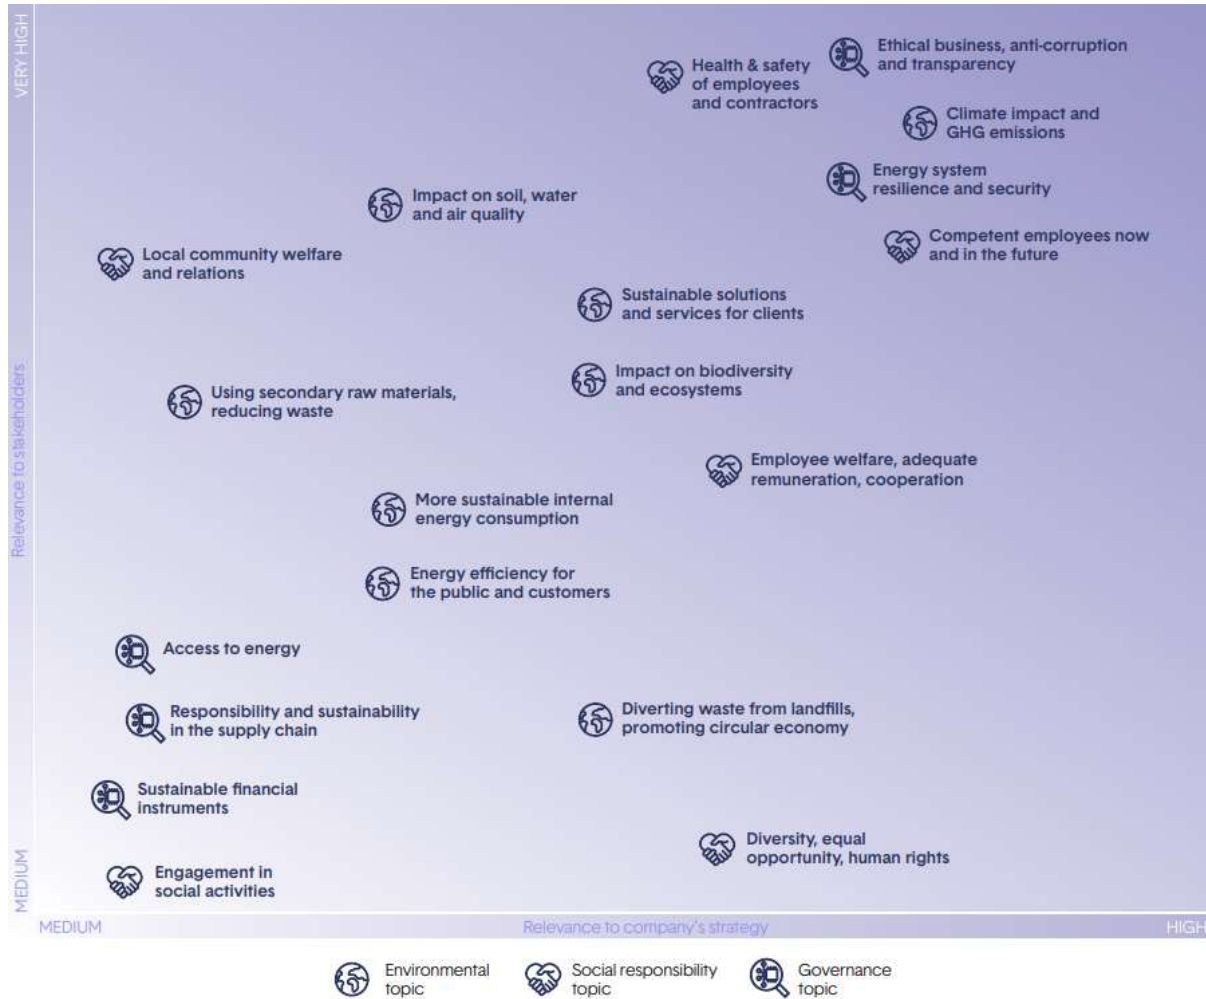 VERY HIGH
Ethical business, anti-corruption
and transparency
Health & safety
of employees
and contractors
Climate impact and
GHG emissions
Energy system
resilience and security
Impact on soil, water
and air quality
Competent employees now
and in the future
Local community welfare
and relations
Sustainable solutions
and services for clients
Impact on biodiversity
and ecosystems
Using secondary raw materials,
reducing waste
Relevance to stakeholders
Employee welfare, adequate
remuneration, cooperation
More sustainable internal
energy consumption
Energy efficiency for
the public and customers
Access to energy
Responsibility and sustainability
in the supply chain
Diverting waste from landfills,
promoting circular economy
Sustainable financial
instruments
Diversity, equal
opportunity, human rights
Engagement in
social activities
MEDIUM
MEDIUM
Relevance to company's strategy
HIGH
Environmental
topic
Social responsibility
topic
Governance
topic